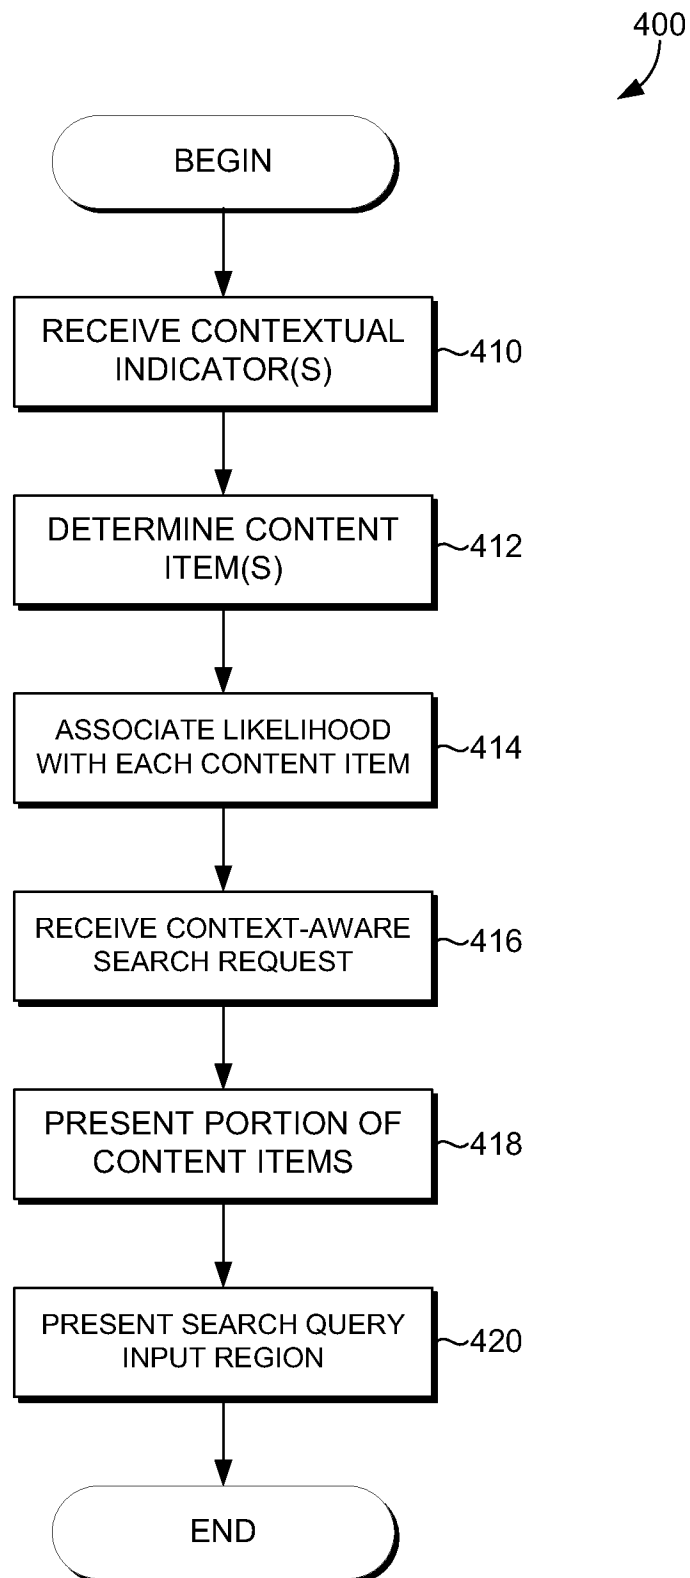 400
BEGIN
RECEIVE CONTEXTUAL
INDICATOR(S)
410
DETERMINE CONTENT
ITEM(S)
412
ASSOCIATE LIKELIHOOD
WITH EACH CONTENT ITEM
414
RECEIVE CONTEXT-AWARE
SEARCH REQUEST
416
PRESENT PORTION OF
CONTENT ITEMS
418
PRESENT SEARCH QUERY
INPUT REGION
420
END